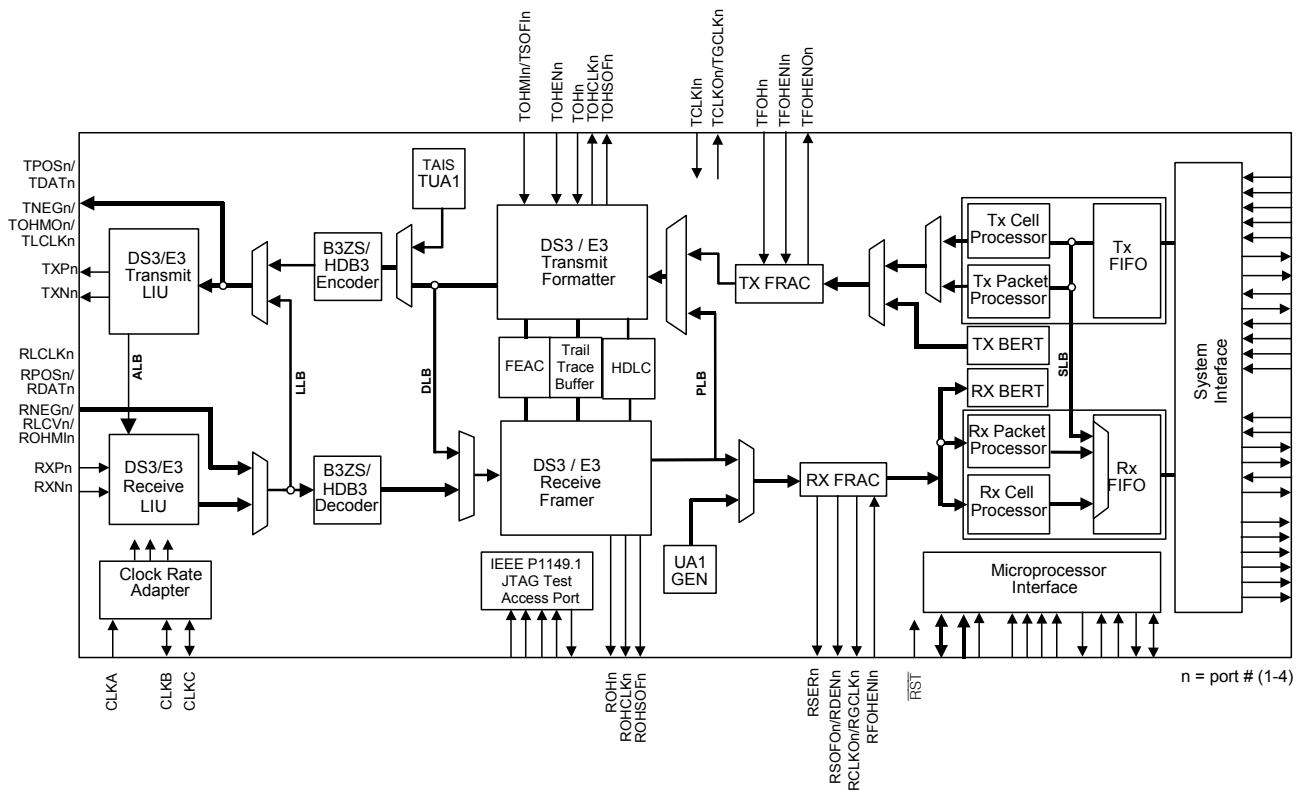 TOHMIn/TSOFIn
TOHENn
TOHn
TOHCLKn
TOHSOFn
TCLKIn
TCLKOn/TGCLKn
TFOHn
TFOHENIn
TFOHENOn
TPOSn/
TDATn
TNEGn/
TOHMOn/
TLCLKn
TXPn
TXNn
DS3/E3
Transmit
LIU
B3ZS/
HDB3
Encoder
TAIS
TUA1
DS3 / E3
Transmit
Formatter
TX FRAC
Tx Cell
Processor
Tx Packet
Processor
Tx
FIFO
TX BERT
System
Interface
RLCLKn
RPOSn/
RDATn
RNEGn/
RLCVn/
ROHMIn
RXPn
RXNn
ALB
LLB
DLB
FEAC
Trail
Trace
Buffer
HDLC
PLB
SLB
RX BERT
DS3/E3
Receive
LIU
B3ZS/
HDB3
Decoder
DS3 / E3
Receive
Framer
RX FRAC
Rx Packet
Processor
Rx Cell
Processor
Rx
FIFO
Clock Rate
Adapter
IEEE P1149.1
JTAG Test
Access Port
UA1
GEN
Microprocessor
Interface
CLKA
CLKB
CLKC
ROHn
ROHCLKn
ROHSOFn
RSERn
RSOFOn/RDENn
RCLKOn/RGCLKn
RFOHENIn
RST
n = port # (1-4)